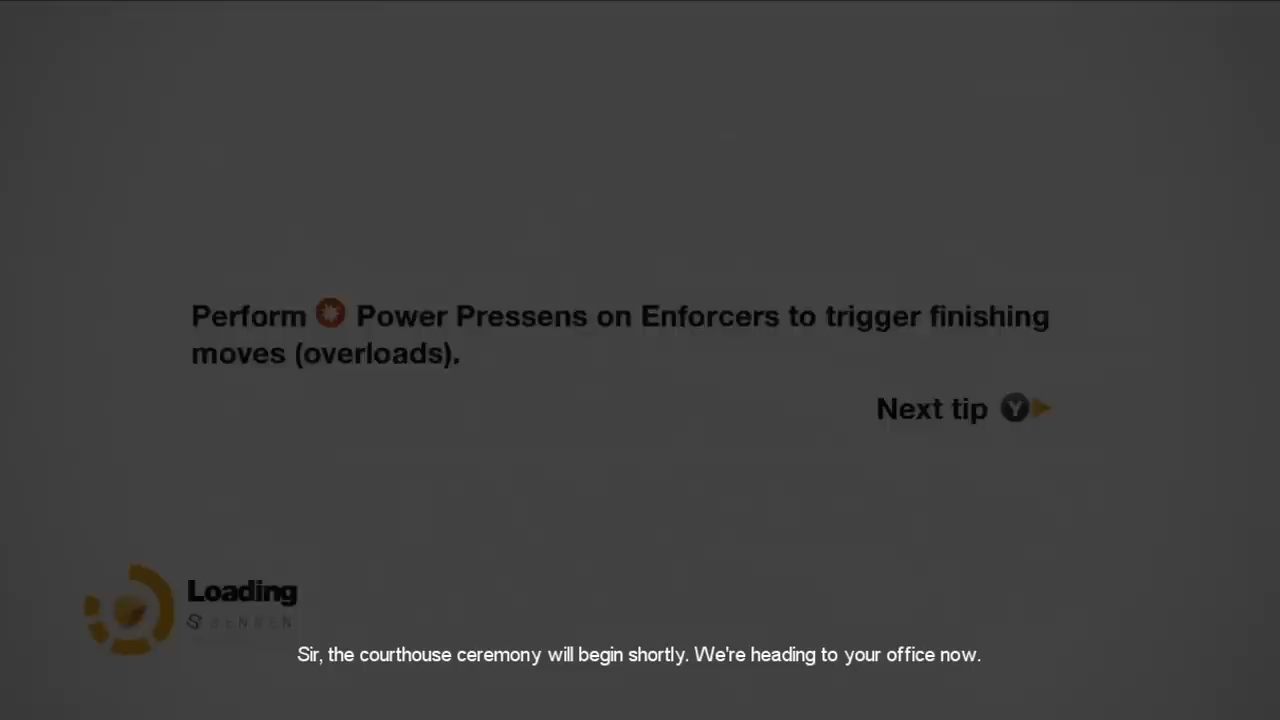 Perform Power Pressens on Enforcers to trigger finishing
moves (overloads).
Next tip Y
Loading
Sir, the courthouse ceremony will begin shortly. We're heading to your office now.